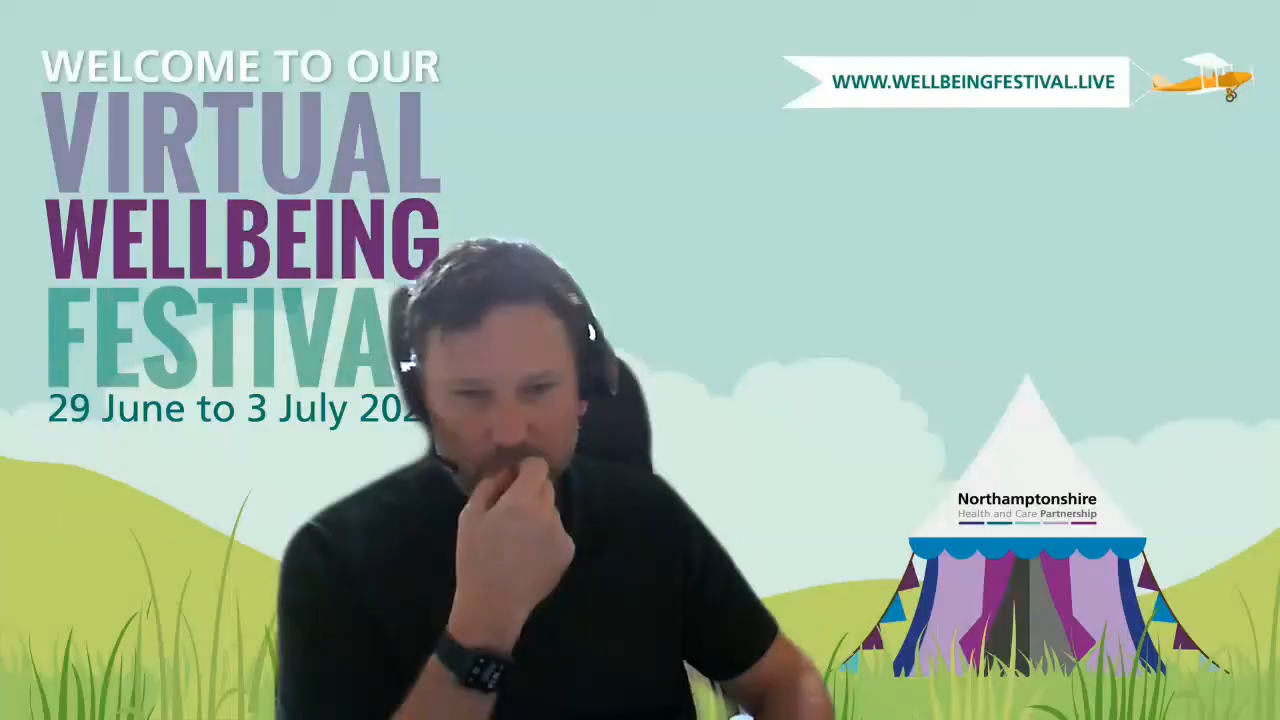 WELCOME TO OUR
VIRTUAL
WELLBEING
FESTIVAL
29 June to 3 July 202
WWW.WELLBEINGFESTIVAL.LIVE
Northamptonshire
Health and Care Partnership